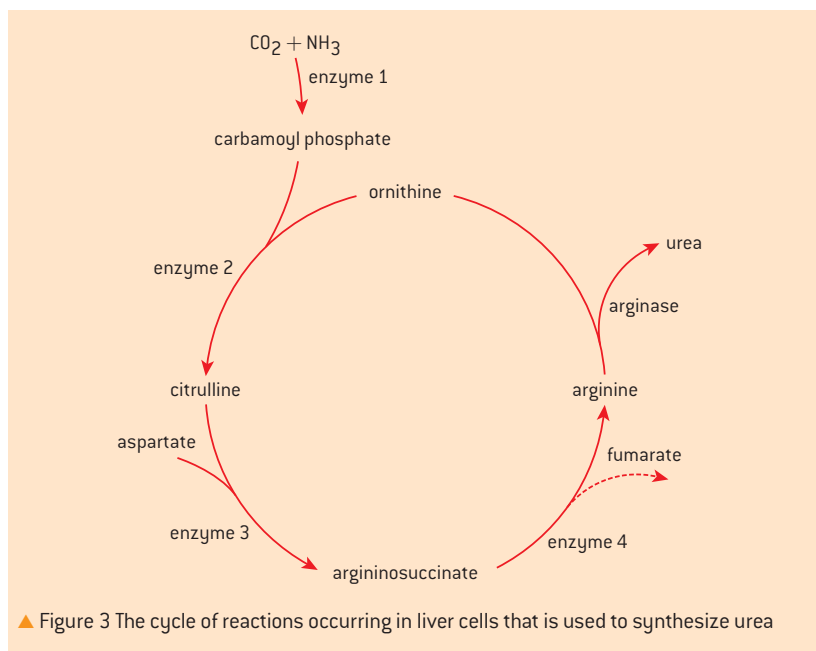 CO2 + NH3
enzyme 1
carbamoyl phosphate
ornithine
urea
enzyme 2
arginase
citrulline
arginine
aspartate
fumarate
enzyme 3
enzyme 4
argininosuccinate
▲ Figure 3 The cycle of reactions occurring in liver cells that is used to synthesize urea